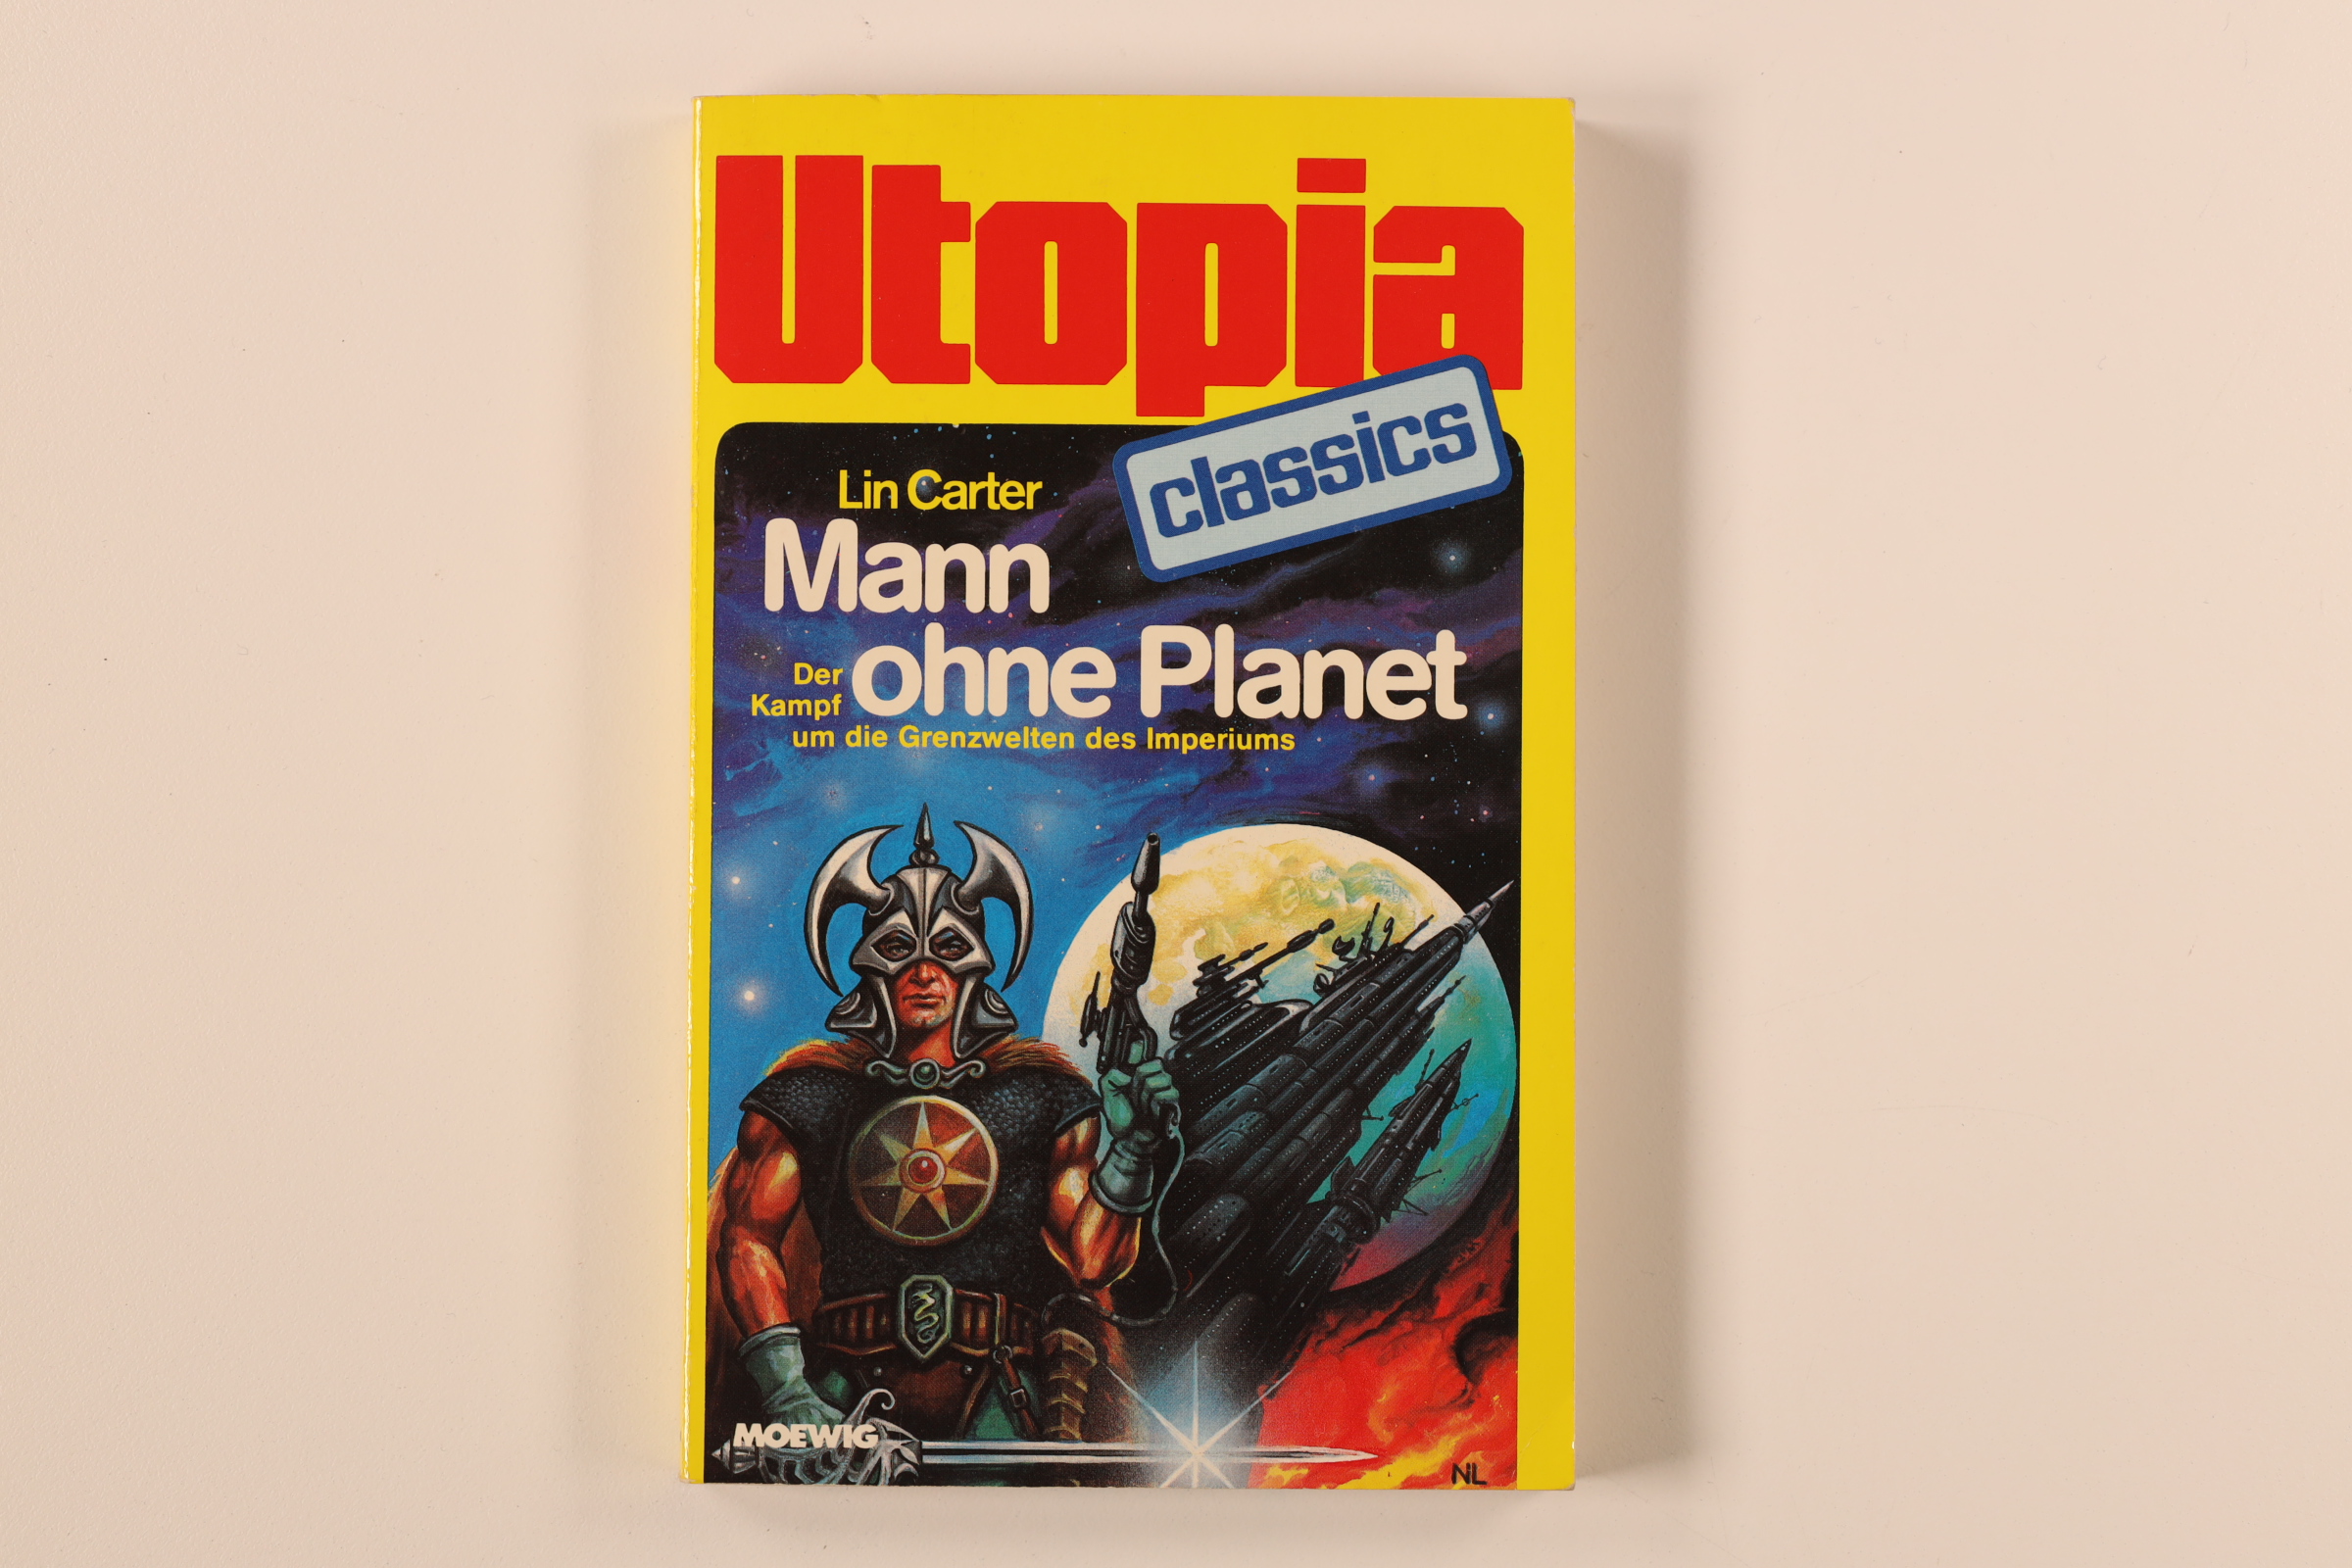 Utopia
classics
Lin Carter
Mann
ohne Planet
Der
Kampf
um die Grenzwelten des Imperiums
MOEWIG
NL